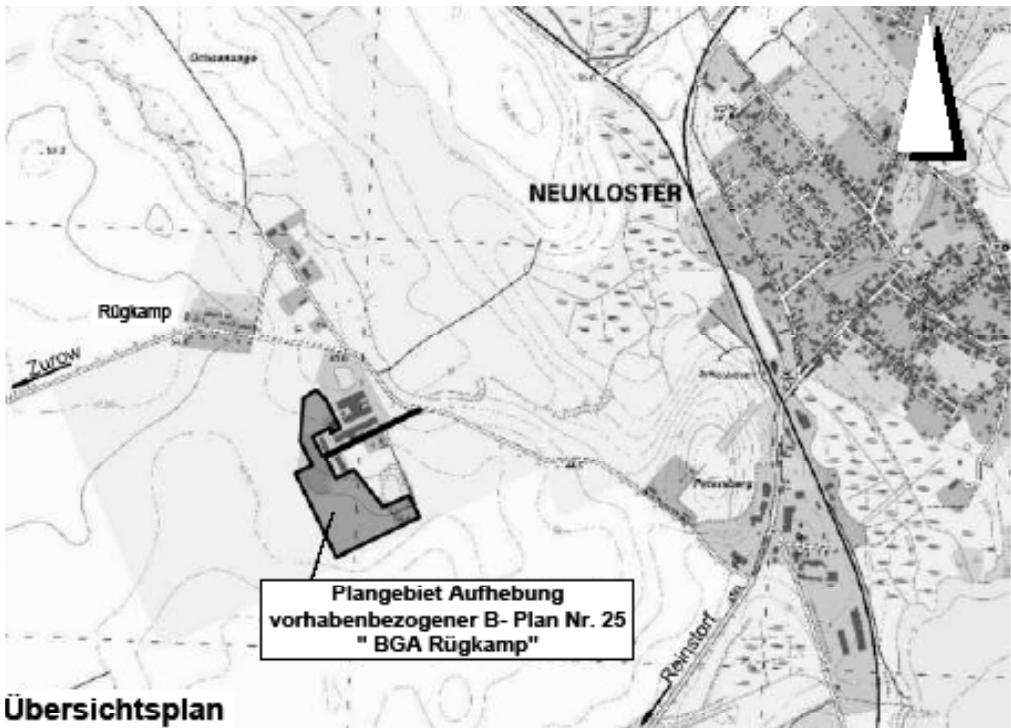 NEUKLOSTER
Rügkamp
Zurow
Petersberg
Plangebiet Aufhebung
vorhabenbezogener B- Plan Nr. 25
" BGA Rügkamp"
Reinstorf
Übersichtsplan